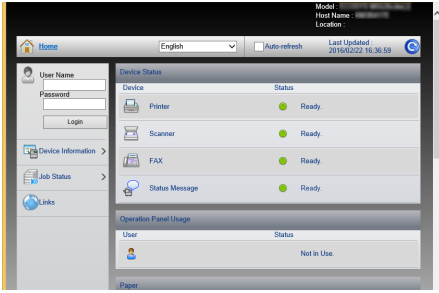 Model :
Host Name :
Location :
Home
English
Auto-refresh
Last Updated :
2016/02/22 16:36:59
User Name
Password
Login
Device Information
Job Status
Links
Device Status
Device Status
Printer Ready.
Scanner Ready.
FAX Ready.
Status Message Ready.
Operation Panel Usage
User Status
Not in Use.
Paper